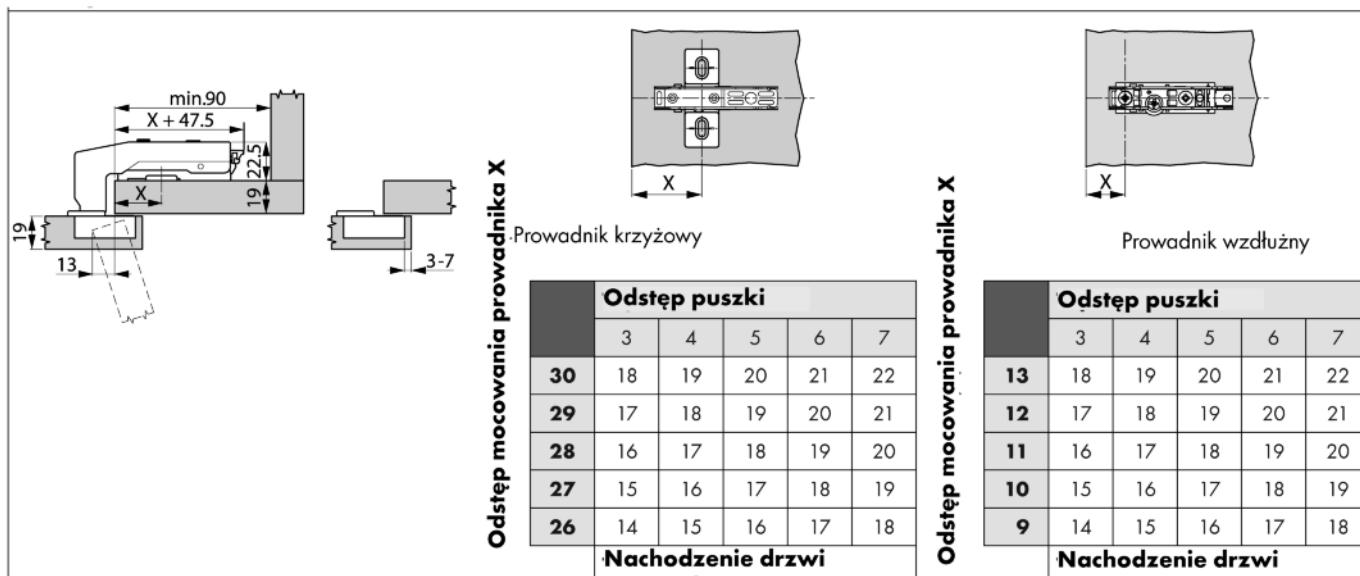 min.90
X + 47.5
22.5
X
19
19
13
3-7
Odstęp mocowania prowadnika X
X
Prowadnik krzyżowy
Odstęp puszki
3 4 5 6 7
30 18 19 20 21 22
29 17 18 19 20 21
28 16 17 18 19 20
27 15 16 17 18 19
26 14 15 16 17 18
Nachodzenie drzwi
Odstęp mocowania prowadnika X
X
Prowadnik wzdłużny
Odstęp puszki
3 4 5 6 7
13 18 19 20 21 22
12 17 18 19 20 21
11 16 17 18 19 20
10 15 16 17 18 19
9 14 15 16 17 18
Nachodzenie drzwi